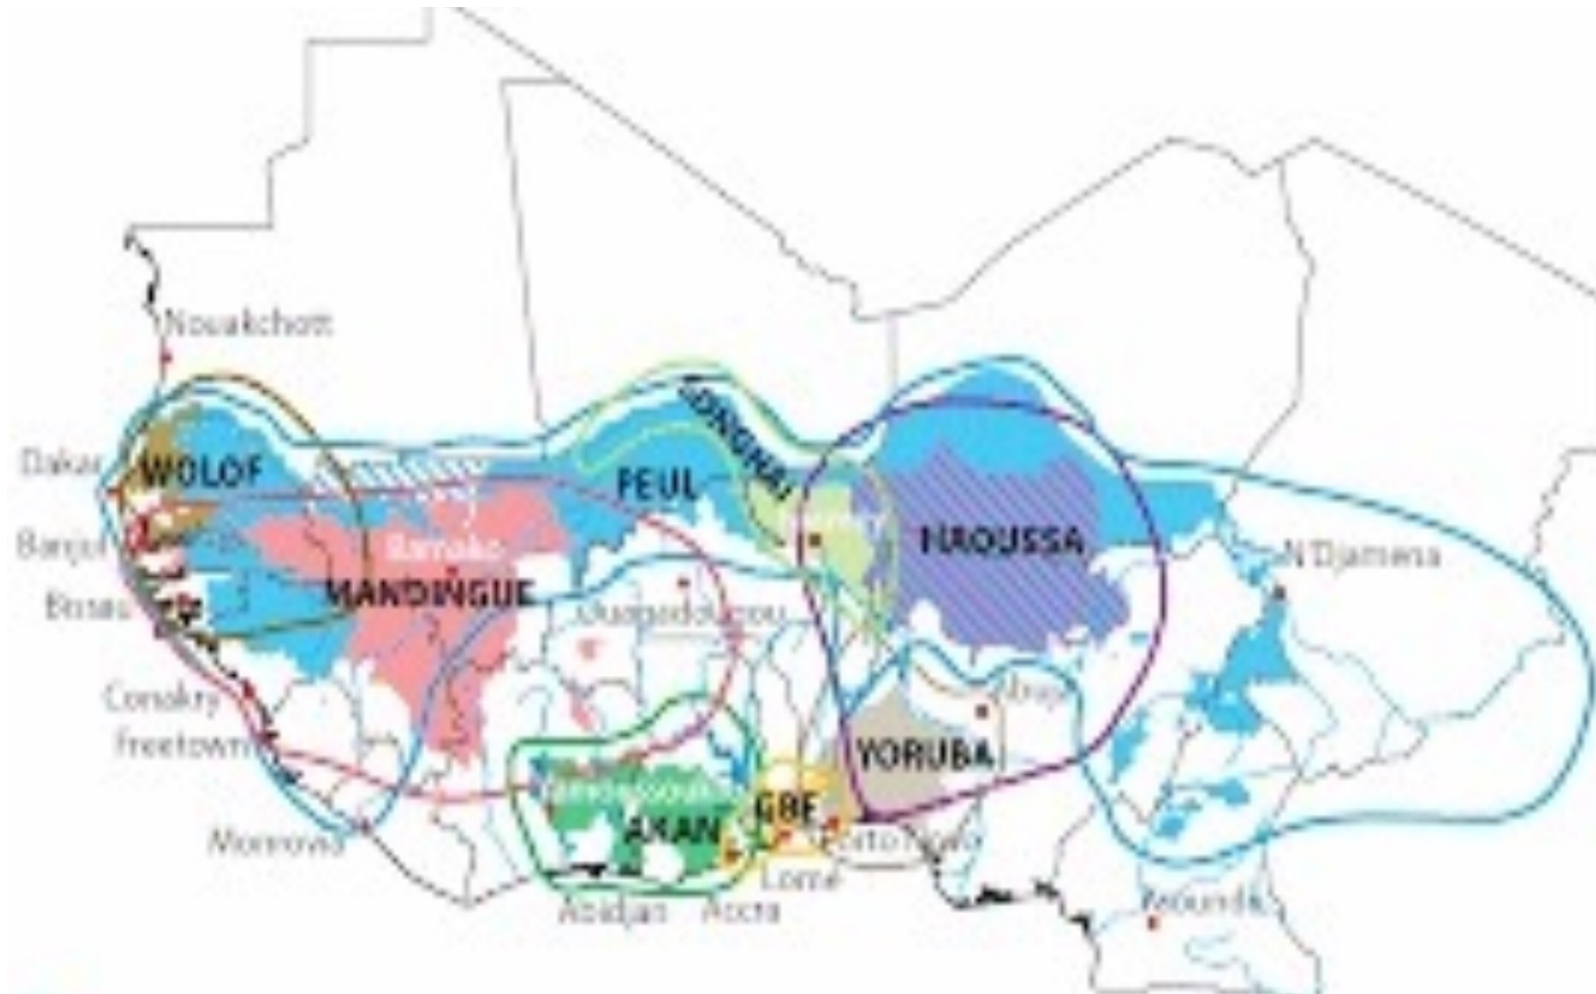 Nouakchott
SONGHAI
Dakar
WOLOF
PEUL
HAOUSSA
Banjul
Bamako
N'Djamena
MANDINGUE
Bissau
Ouagadougou
Conakry
Abuja
Freetown
YORUBA
GBE
AKAN
Monrovia
Porto Novo
Lomé
Abidjan
Accra